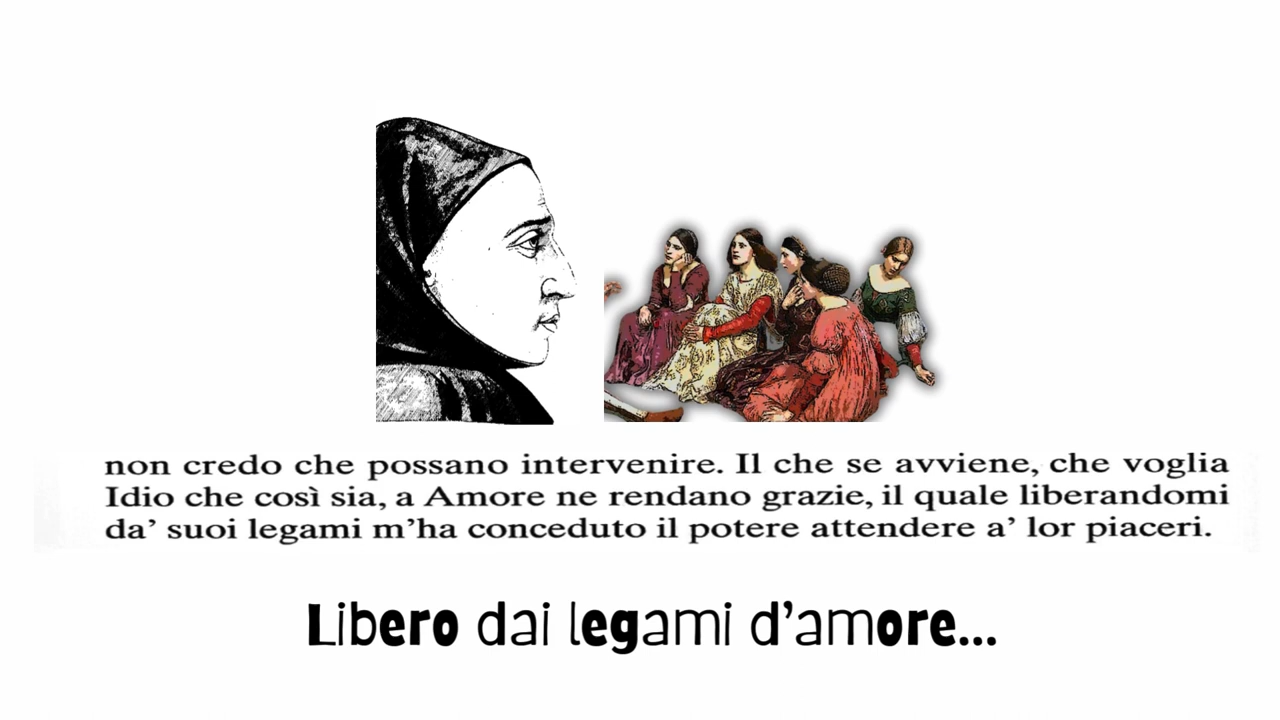 non credo che possano intervenire. Il che se avviene, che voglia
Idio che così sia, a Amore ne rendano grazie, il quale liberandomi
da’ suoi legami m’ha conceduto il potere attendere a’ lor piaceri.
Libero dai legami d’amore...